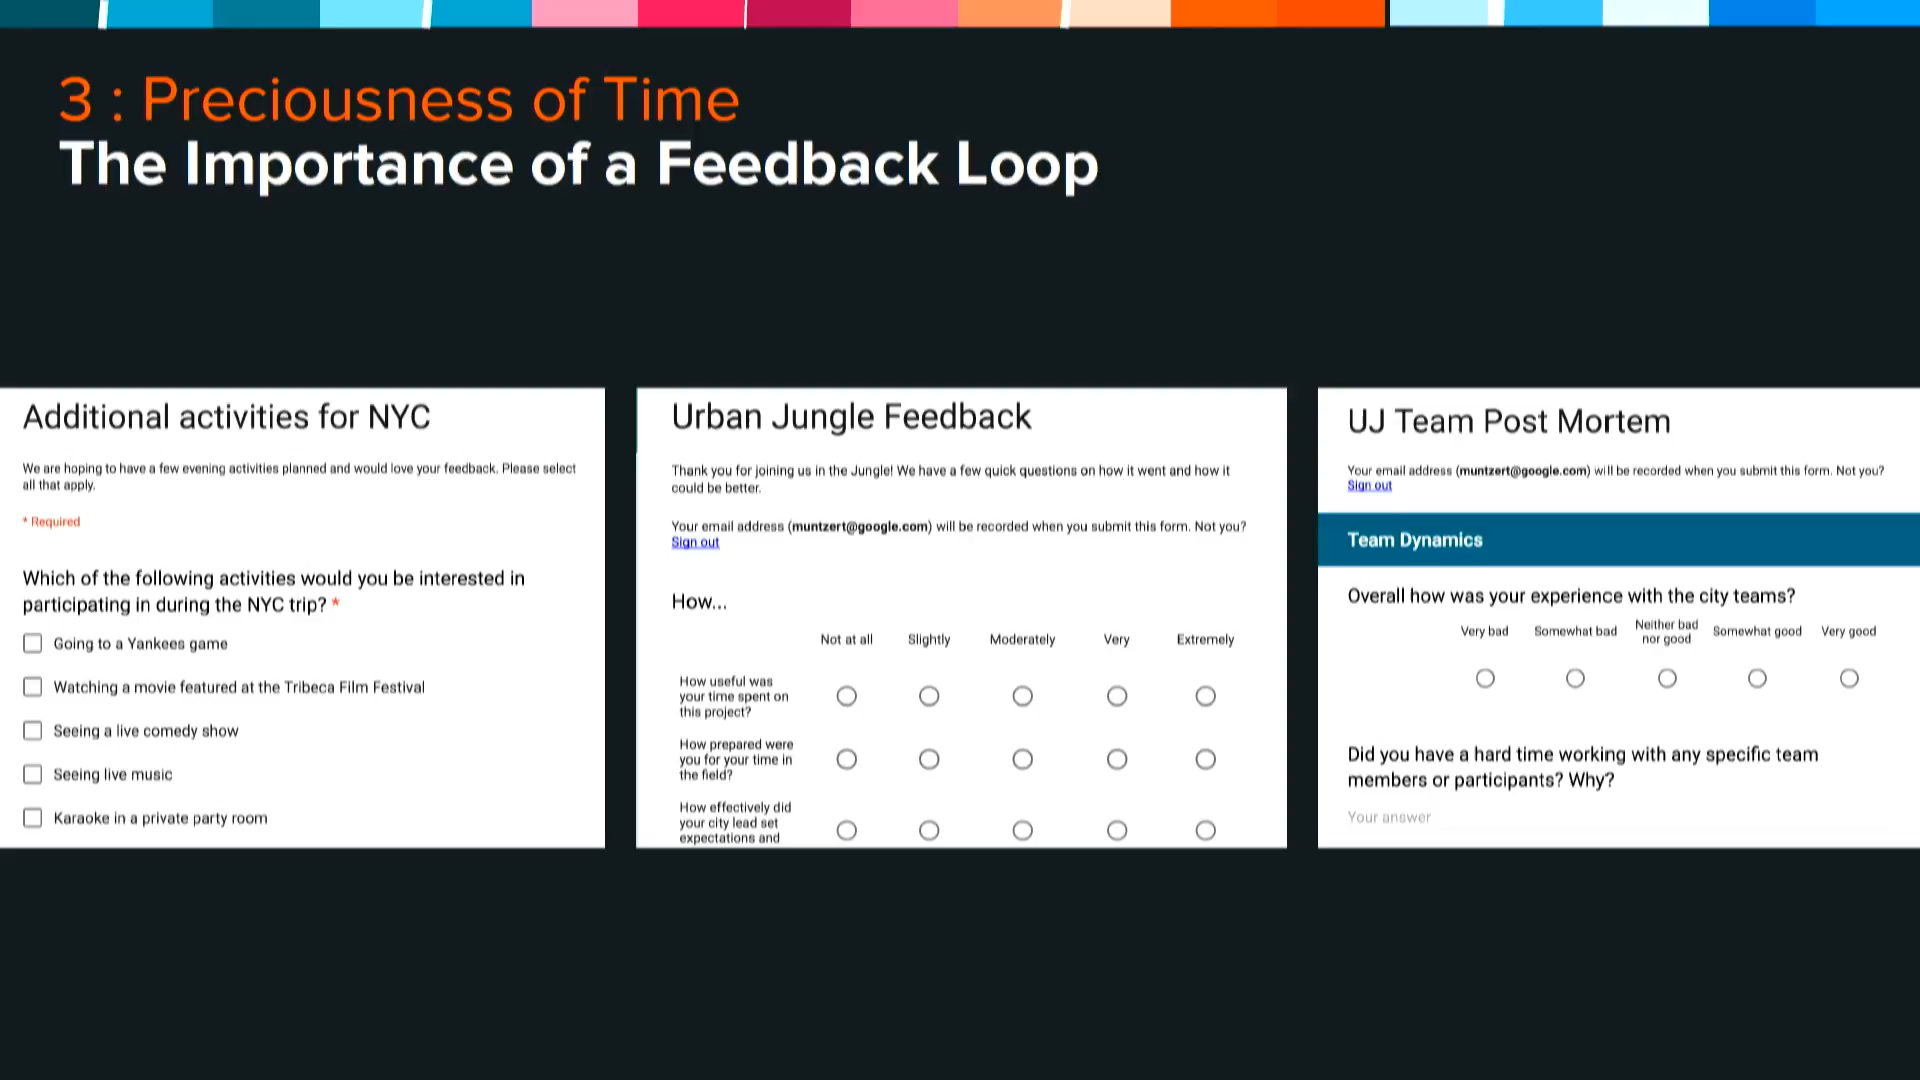 3 : Preciousness of Time
The Importance of a Feedback Loop
Additional activities for NYC
We are hoping to have a few evening activities planned and would love your feedback. Please select
all that apply.
* Required
Which of the following activities would you be interested in
participating in during the NYC trip? *
Going to a Yankees game
Watching a movie featured at the Tribeca Film Festival
Seeing a live comedy show
Seeing live music
Karaoke in a private party room
Urban Jungle Feedback
Thank you for joining us in the Jungle! We have a few quick questions on how it went and how it
could be better.
Your email address (muntzert@google.com) will be recorded when you submit this form. Not you?
Sign out
How...
Not at all Slightly Moderately Very Extremely
How useful was
your time spent on
this project?
How prepared were
you for your time in
the field?
How effectively did
your city lead set
expectations and
UJ Team Post Mortem
Your email address (muntzert@google.com) will be recorded when you submit this form. Not you?
Sign out
Team Dynamics
Overall how was your experience with the city teams?
Very bad Somewhat bad Neither bad nor good Somewhat good Very good
Did you have a hard time working with any specific team
members or participants? Why?
Your answer